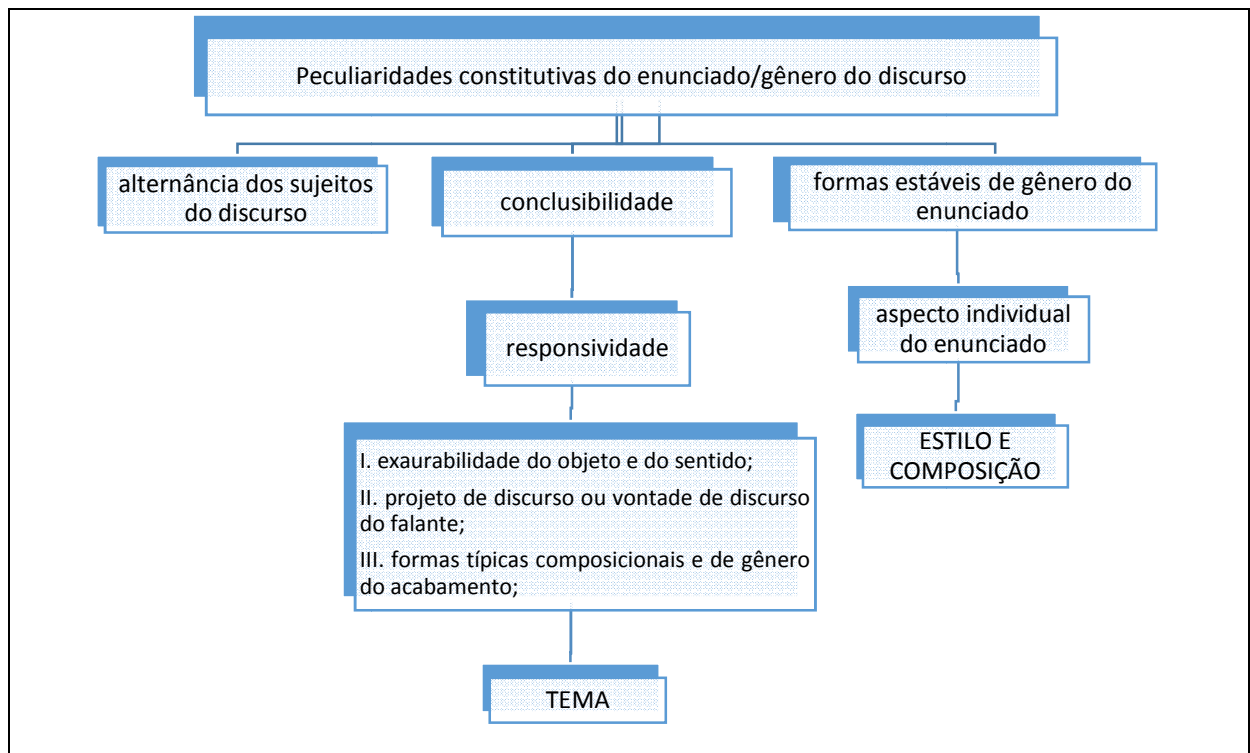 Peculiaridades constitutivas do enunciado/gênero do discurso
alternância dos sujeitos
do discurso
conclusibilidade
formas estáveis de gênero do
enunciado
responsividade
aspecto individual
do enunciado
I. exaurabilidade do objeto e do sentido;
II. projeto de discurso ou vontade de discurso
do falante;
III. formas típicas composicionais e de gênero
do acabamento;
ESTILO E
COMPOSIÇÃO
TEMA